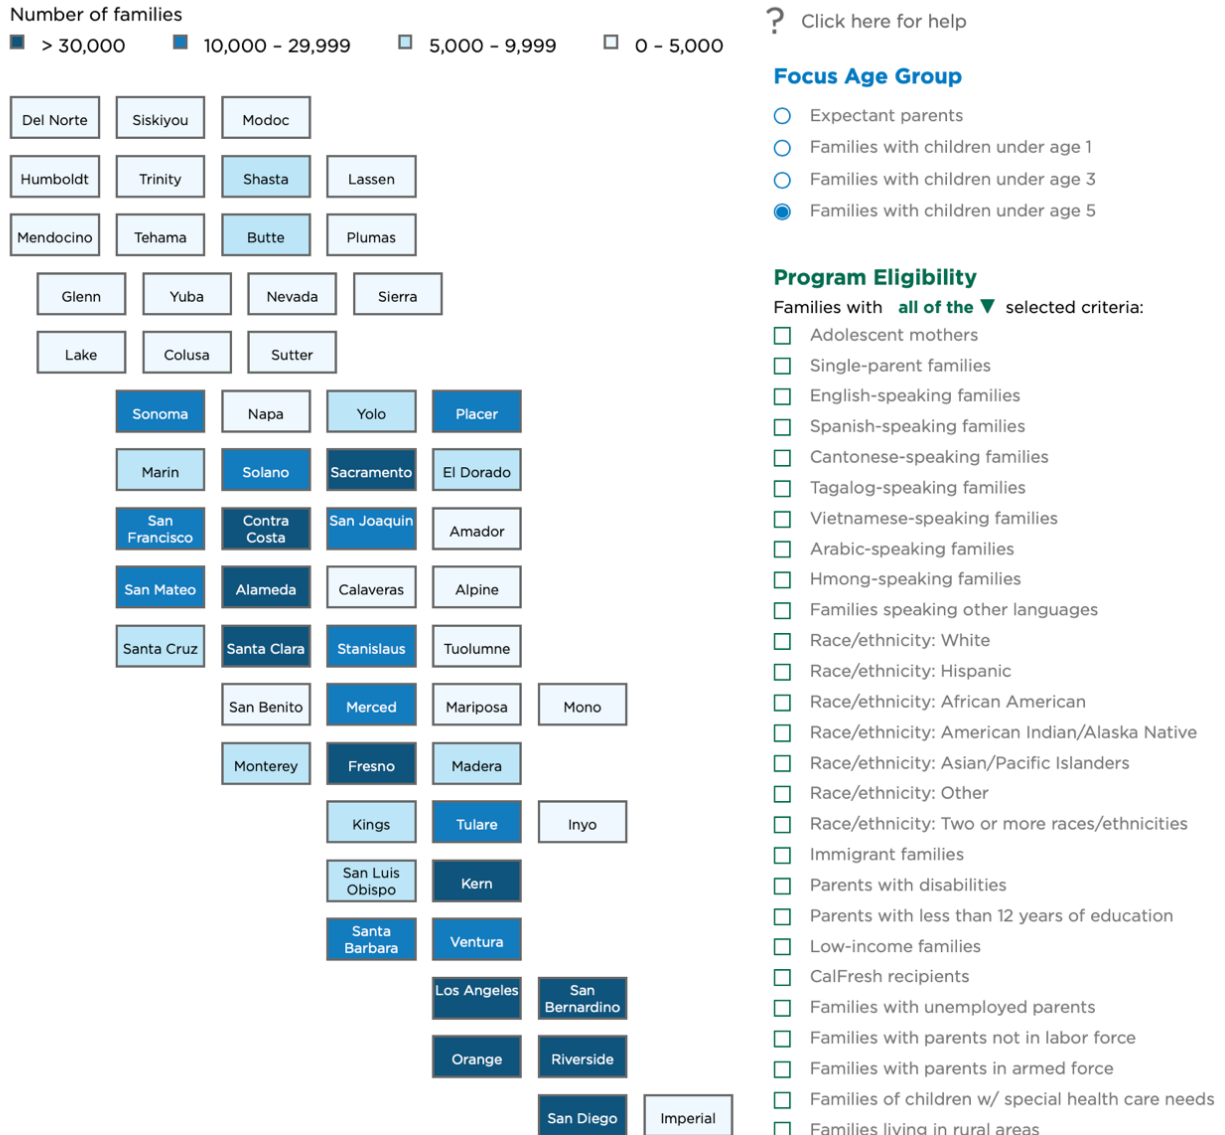 Number of families
> 30,000
10,000 – 29,999
5,000 – 9,999
0 – 5,000
Del Norte
Siskiyou
Modoc
Humboldt
Trinity
Shasta
Lassen
Mendocino
Tehama
Butte
Plumas
Glenn
Yuba
Nevada
Sierra
Lake
Colusa
Sutter
Sonoma
Napa
Yolo
Placer
Marin
Solano
Sacramento
El Dorado
San
Francisco
Contra
Costa
San Joaquin
Amador
San Mateo
Alameda
Calaveras
Alpine
Santa Cruz
Santa Clara
Stanislaus
Tuolumne
San Benito
Merced
Mariposa
Mono
Monterey
Fresno
Madera
Kings
Tulare
Inyo
San Luis
Obispo
Kern
Santa
Barbara
Ventura
Los Angeles
San
Bernardino
Orange
Riverside
San Diego
Imperial
? Click here for help
Focus Age Group
Expectant parents
Families with children under age 1
Families with children under age 3
Families with children under age 5
Program Eligibility
Families with all of the ▼ selected criteria:
Adolescent mothers
Single-parent families
English-speaking families
Spanish-speaking families
Cantonese-speaking families
Tagalog-speaking families
Vietnamese-speaking families
Arabic-speaking families
Hmong-speaking families
Families speaking other languages
Race/ethnicity: White
Race/ethnicity: Hispanic
Race/ethnicity: African American
Race/ethnicity: American Indian/Alaska Native
Race/ethnicity: Asian/Pacific Islanders
Race/ethnicity: Other
Race/ethnicity: Two or more races/ethnicities
Immigrant families
Parents with disabilities
Parents with less than 12 years of education
Low-income families
CalFresh recipients
Families with unemployed parents
Families with parents not in labor force
Families with parents in armed force
Families of children w/ special health care needs
Families living in rural areas